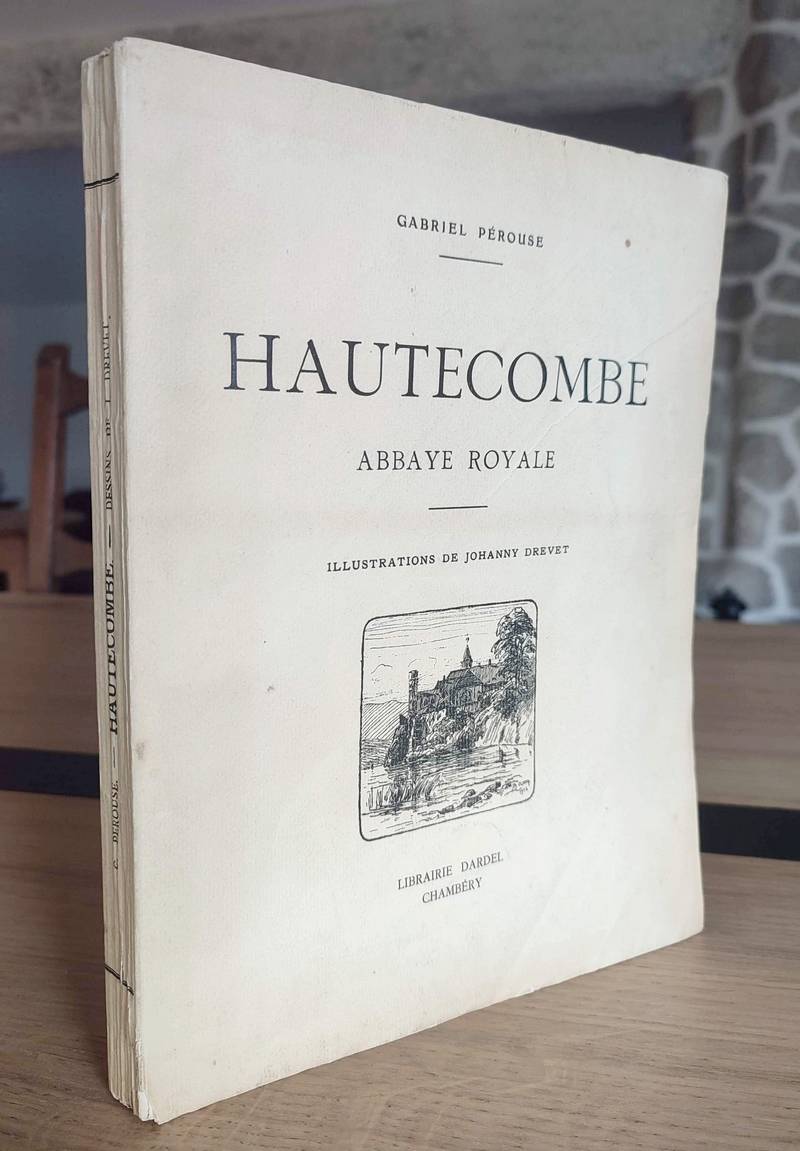 GABRIEL PÉROUSE
HAUTECOMBE
ABBAYE ROYALE
ILLUSTRATIONS DE JOHANNY DREVET
LIBRAIRIE DARDEL
CHAMBÉRY
G. PÉROUSE. — HAUTECOMBE. — DESSINS DE J. DREVET.